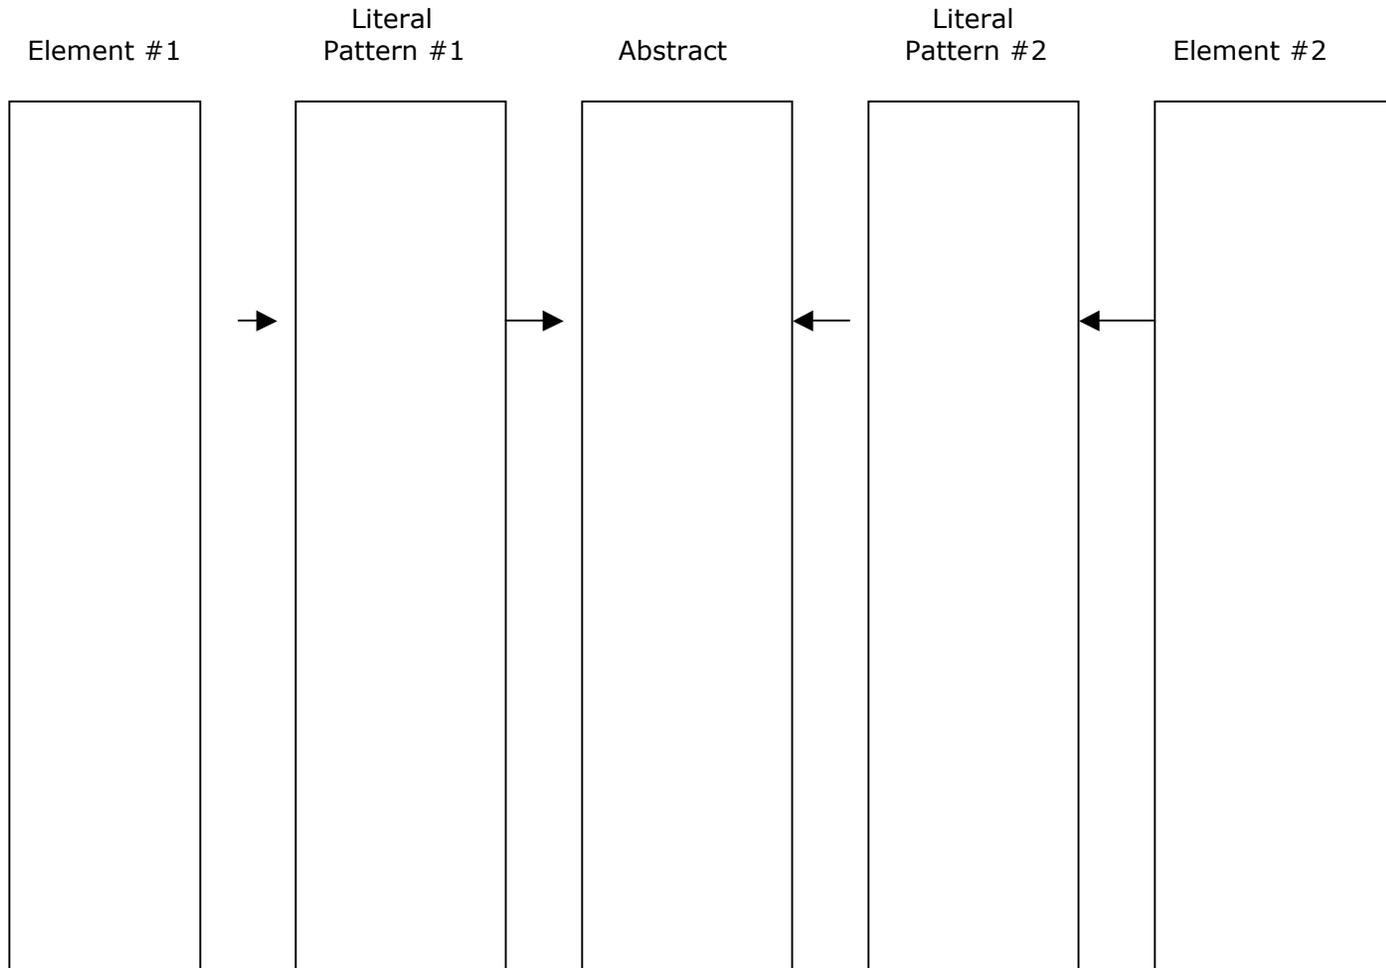 Element #1
Literal
Pattern #1
Abstract
Literal
Pattern #2
Element #2